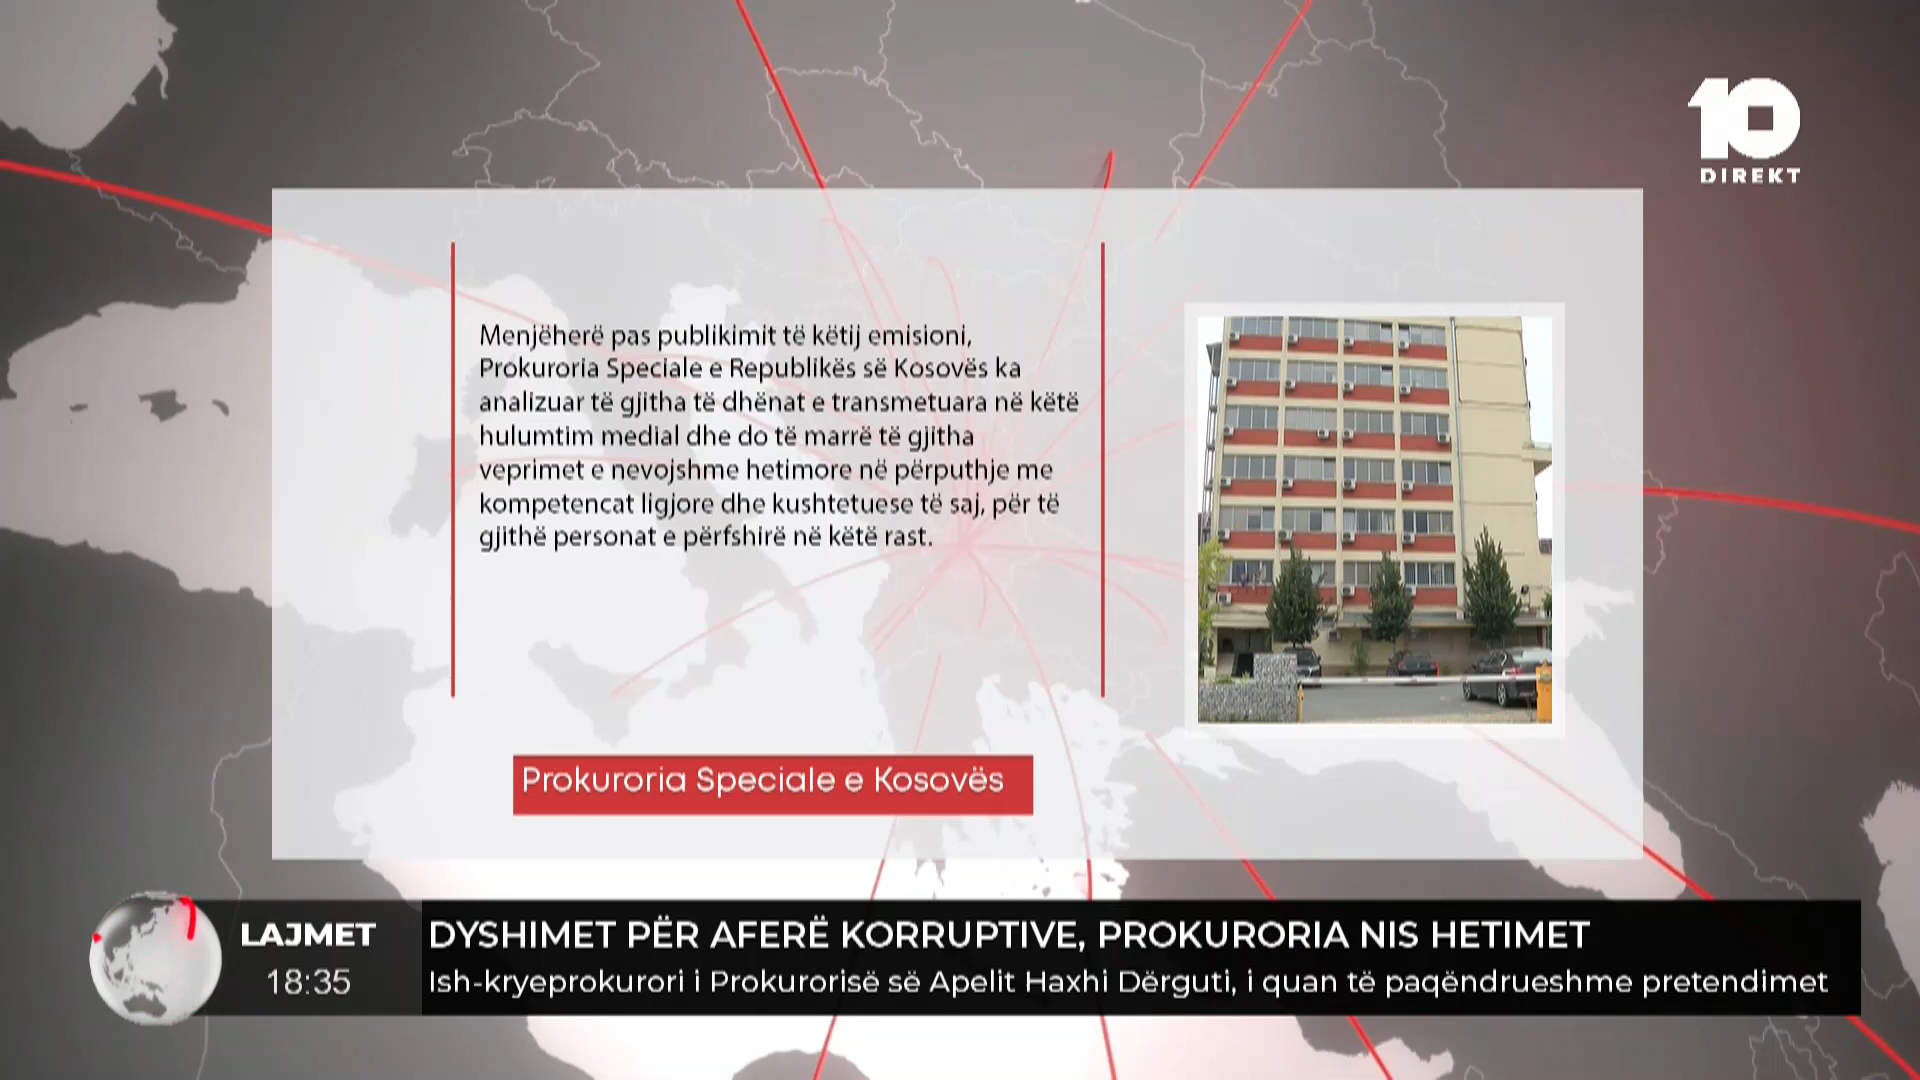 10
DIREKT
Menjëherë pas publikimit të këtij emisioni,
Prokuroria Speciale e Republikës së Kosovës ka
analizuar të gjitha të dhënat e transmetuara në këtë
hulumtim medial dhe do të marrë të gjitha
veprimet e nevojshme hetimore në përputhje me
kompetencat ligjore dhe kushtetuese të saj, për të
gjithë personat e përfshirë në këtë rast.
Prokuroria Speciale e Kosovës
LAJMET
18:35
DYSHIMET PËR AFERË KORRUPTIVE, PROKURORIA NIS HETIMET
Ish-kryeprokurori i Prokurorisë së Apelit Haxhi Dërguti, i quan të paqëndrueshme pretendimet